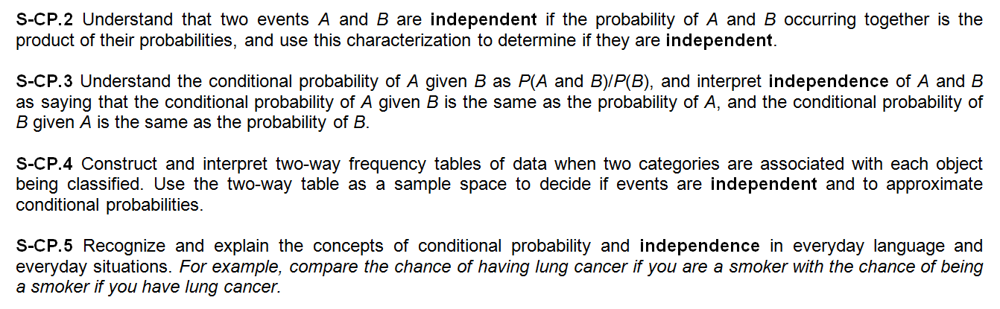 S-CP.2 Understand that two events A and B are independent if the probability of A and B occurring together is the
product of their probabilities, and use this characterization to determine if they are independent.
S-CP.3 Understand the conditional probability of A given B as P(A and B)/P(B), and interpret independence of A and B
as saying that the conditional probability of A given B is the same as the probability of A, and the conditional probability of
B given A is the same as the probability of B.
S-CP.4 Construct and interpret two-way frequency tables of data when two categories are associated with each object
being classified. Use the two-way table as a sample space to decide if events are independent and to approximate
conditional probabilities.
S-CP.5 Recognize and explain the concepts of conditional probability and independence in everyday language and
everyday situations. For example, compare the chance of having lung cancer if you are a smoker with the chance of being
a smoker if you have lung cancer.